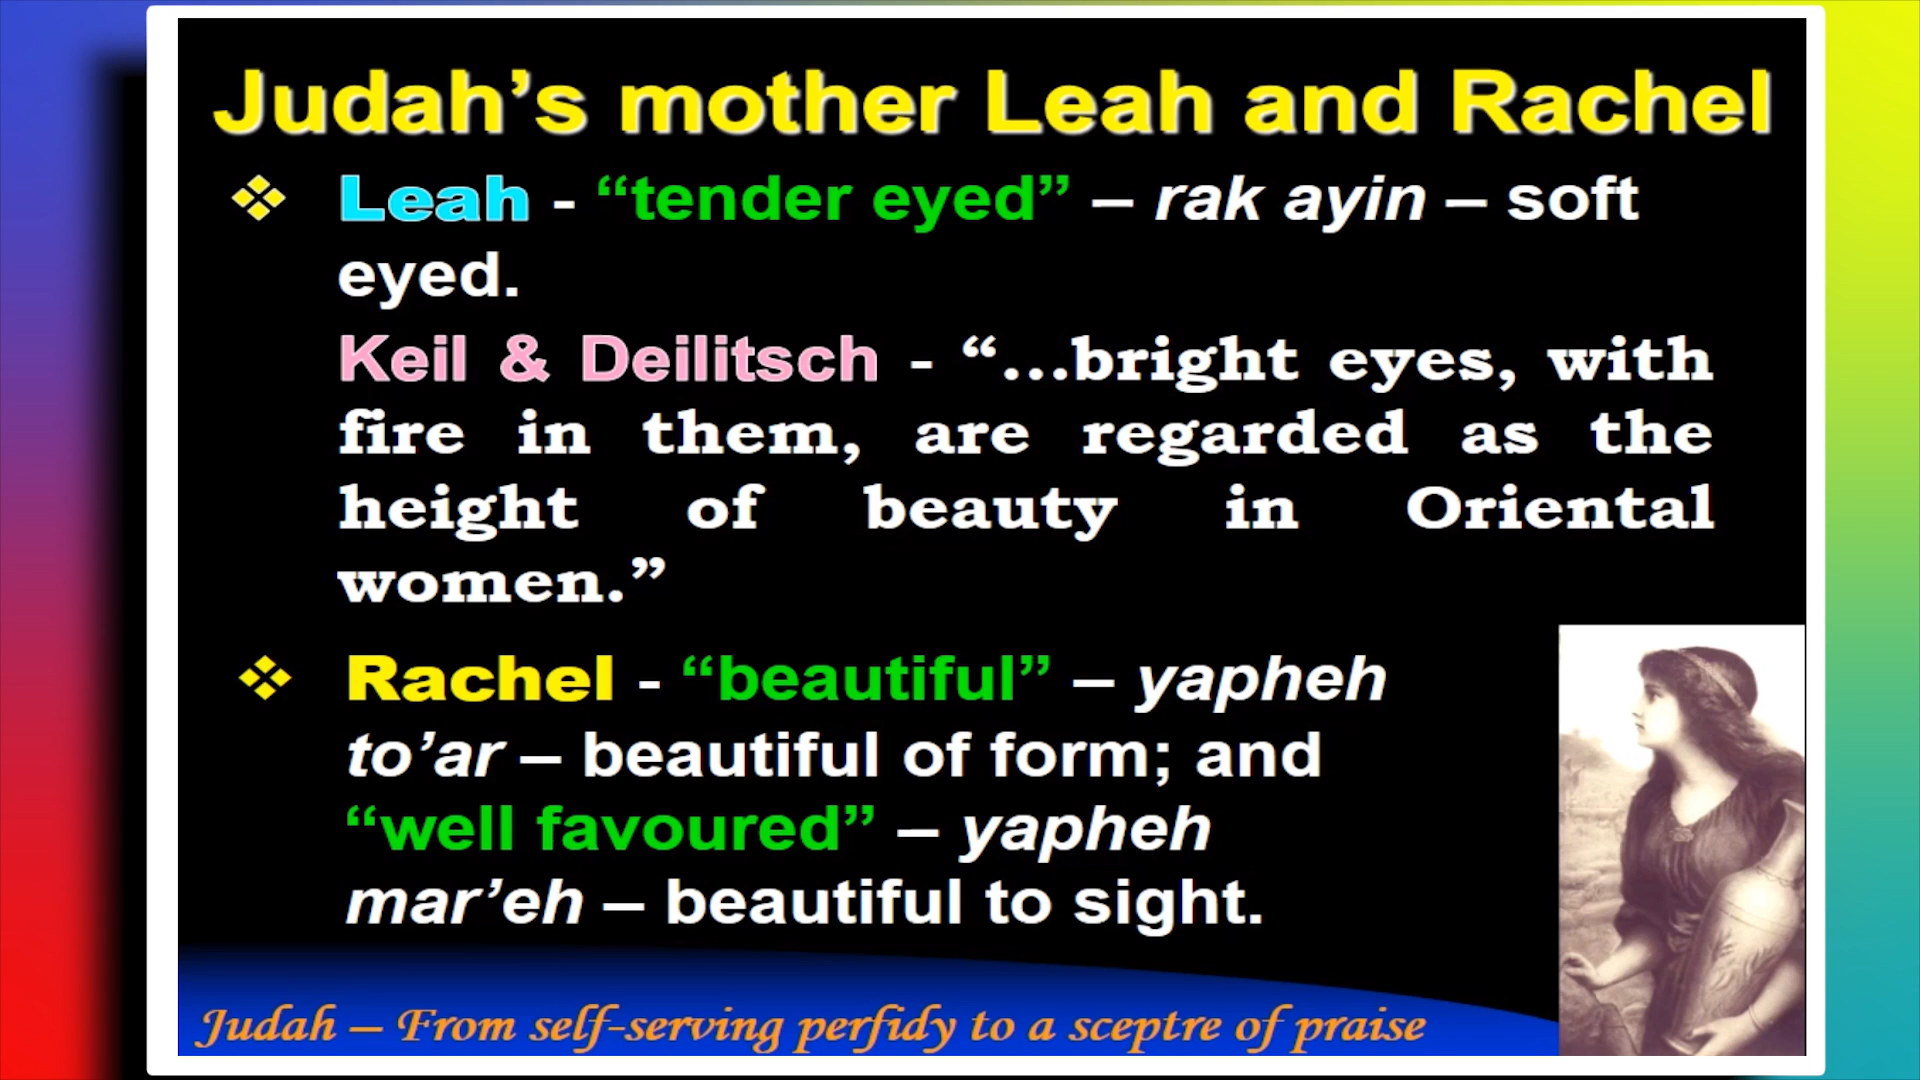 Judah’s mother Leah and Rachel
❖ Leah - “tender eyed” – rak ayin – soft
eyed.
Keil & Deilitsch - “…bright eyes, with
fire in them, are regarded as the
height of beauty in Oriental
women.”
❖ Rachel - “beautiful” – yapheh
to’ar – beautiful of form; and
“well favoured” – yapheh
mar’eh – beautiful to sight.
Judah – From self-serving perfidy to a sceptre of praise